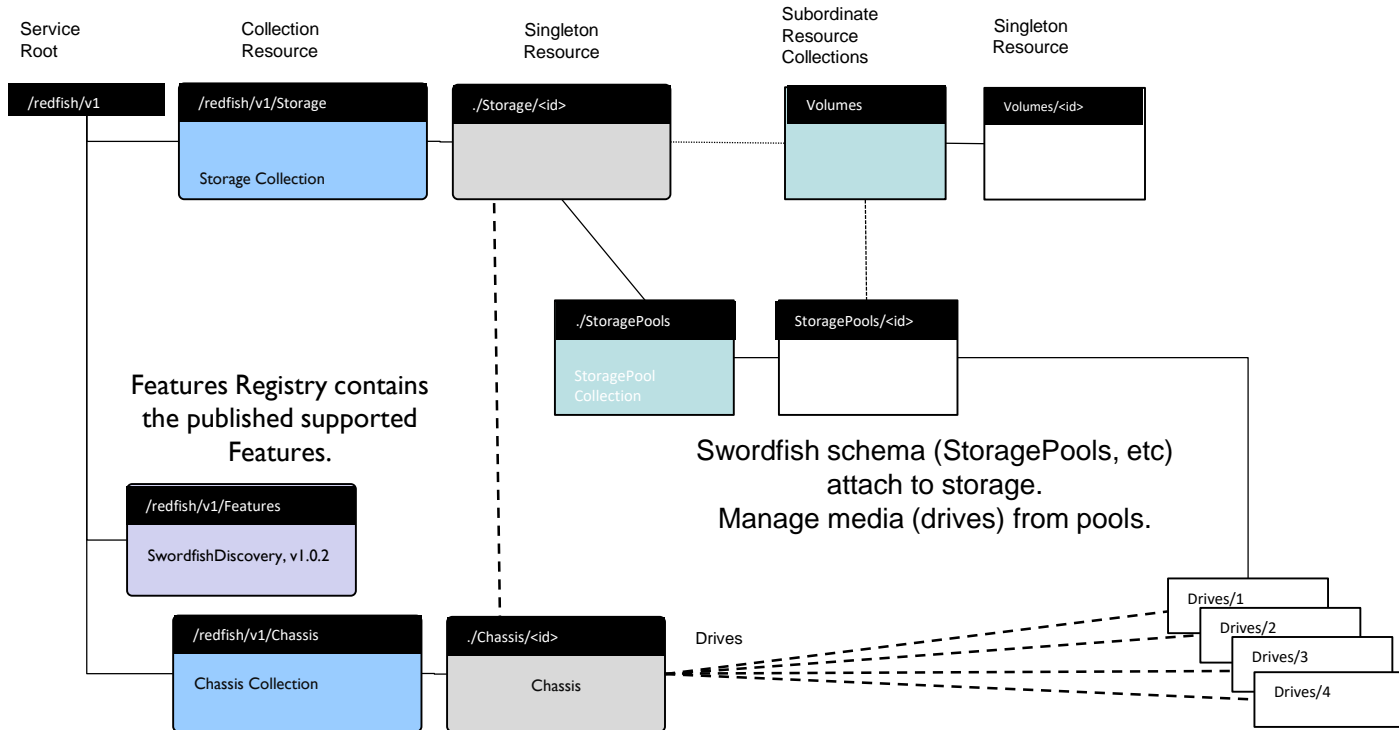 Service
Root
Collection
Resource
Singleton
Resource
Subordinate
Resource
Collections
Singleton
Resource
/redfish/v1
/redfish/v1/Storage
Storage Collection
./Storage/<id>
Volumes
Volumes/<id>
./StoragePools
StoragePool
Collection
StoragePools/<id>
Features Registry contains
the published supported
Features.
Swordfish schema (StoragePools, etc)
attach to storage.
Manage media (drives) from pools.
/redfish/v1/Features
SwordfishDiscovery, v1.0.2
/redfish/v1/Chassis
Chassis Collection
./Chassis/<id>
Chassis
Drives
Drives/1
Drives/2
Drives/3
Drives/4